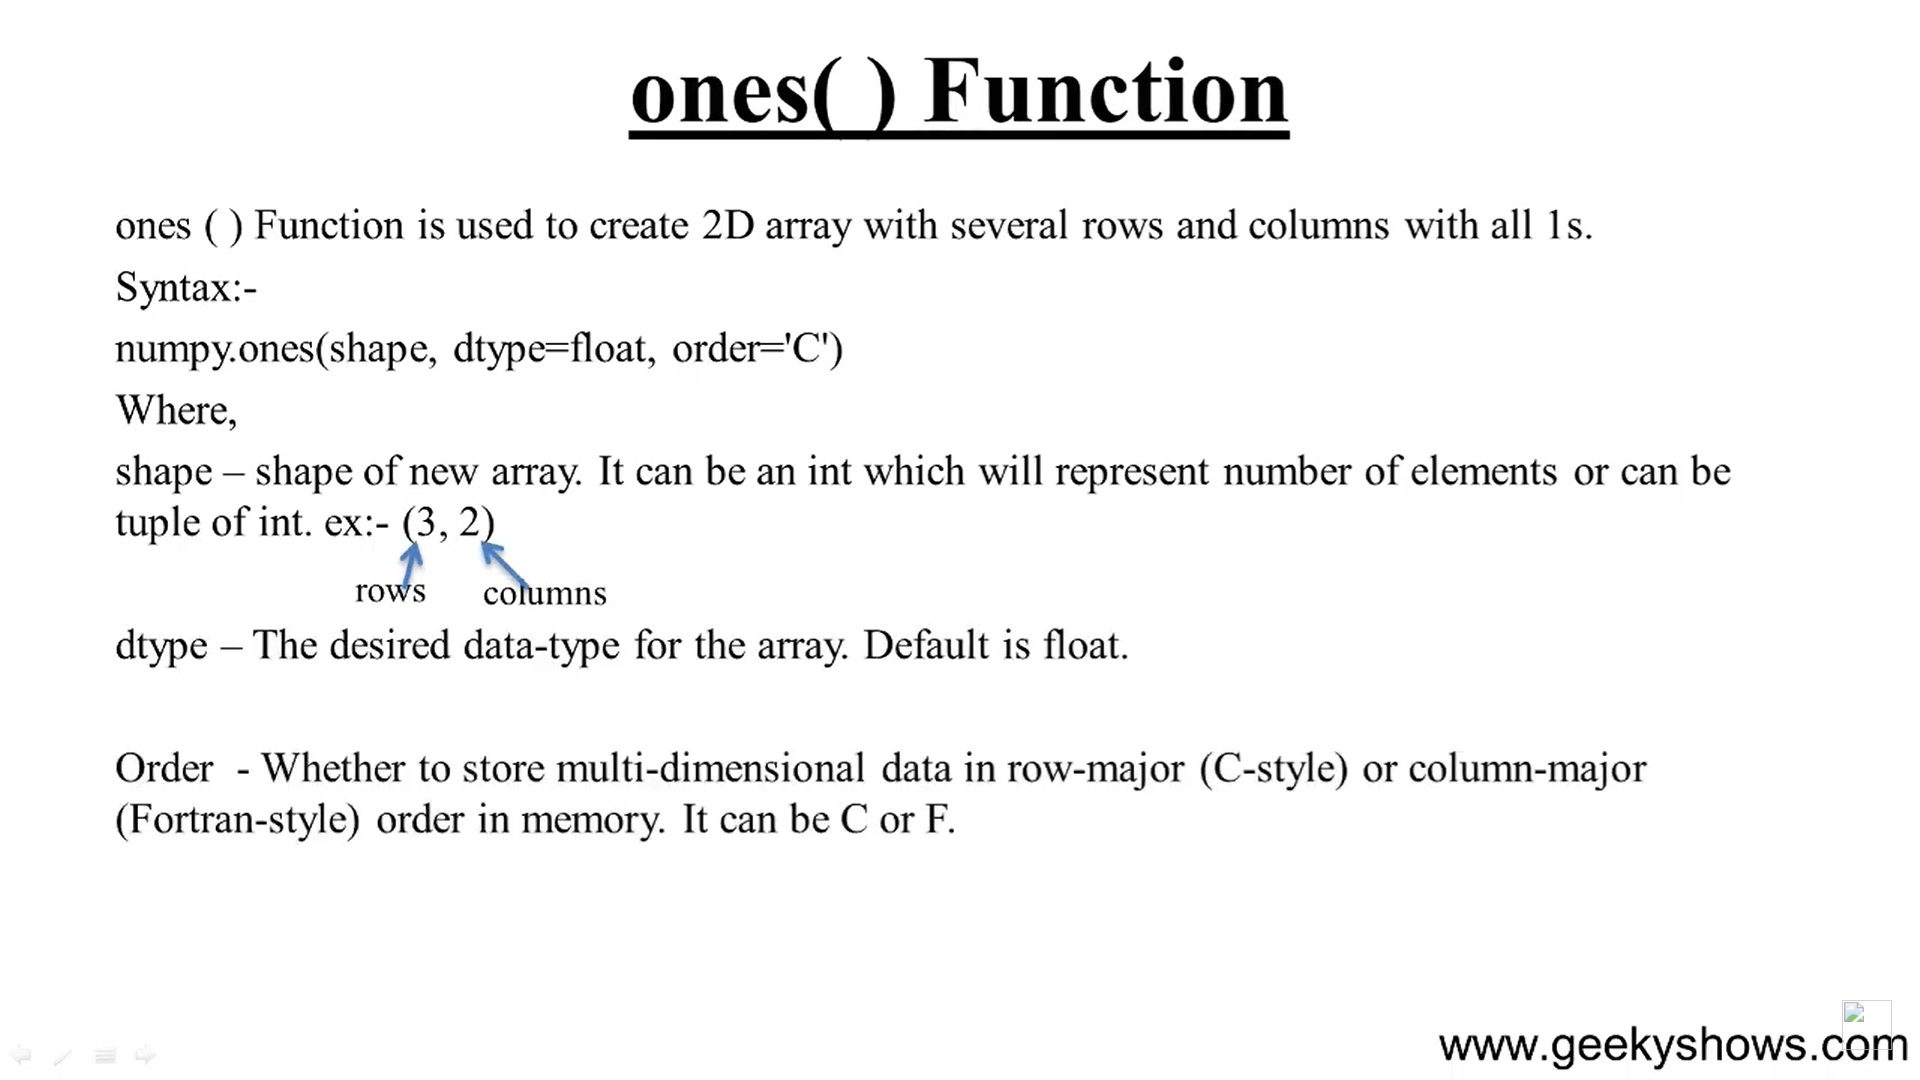 ones( ) Function
ones ( ) Function is used to create 2D array with several rows and columns with all 1s.
Syntax:-
numpy.ones(shape, dtype=float, order='C')
Where,
shape – shape of new array. It can be an int which will represent number of elements or can be
tuple of int. ex:- (3, 2)
rows columns
dtype – The desired data-type for the array. Default is float.
Order - Whether to store multi-dimensional data in row-major (C-style) or column-major
(Fortran-style) order in memory. It can be C or F.
www.geekyshows.com